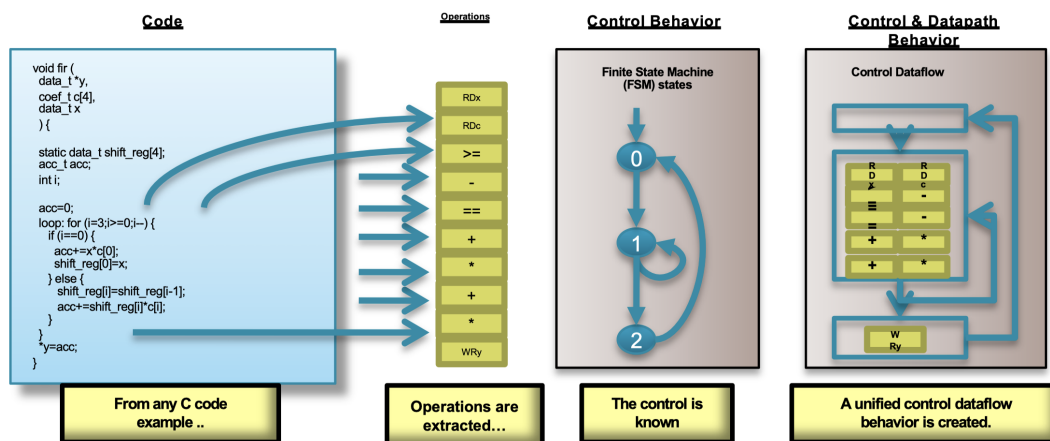 Code
void fir (
data_t *y,
coef_t c[4],
data_t x
) {
static data_t shift_reg[4];
acc_t acc;
int i;
acc=0;
loop: for (i=3;i>=0;i--) {
if (i==0) {
acc+=x*c[0];
shift_reg[0]=x;
} else {
shift_reg[i]=shift_reg[i-1];
acc+=shift_reg[i]*c[i];
}
}
*y=acc;
}
From any C code
example ..
Operations
RDx
RDc
>=
-
==
+
*
+
*
WRy
Operations are
extracted…
Control Behavior
Finite State Machine
(FSM) states
0
1
2
The control is
known
Control & Datapath
Behavior
Control Dataflow
R
D
x
R
D
c
-
=
=
-
+
*
+
*
W
Ry
A unified control dataflow
behavior is created.